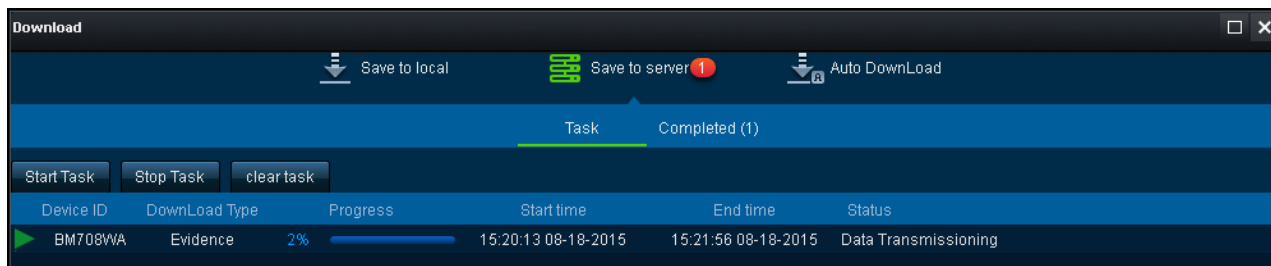 Download
Save to local Save to server 1 A Auto DownLoad
Task Completed (1)
Start Task Stop Task clear task
Device ID DownLoad Type Progress Start time End time Status
BM708WA Evidence 2% 15:20:13 08-18-2015 15:21:56 08-18-2015 Data Transmissioning